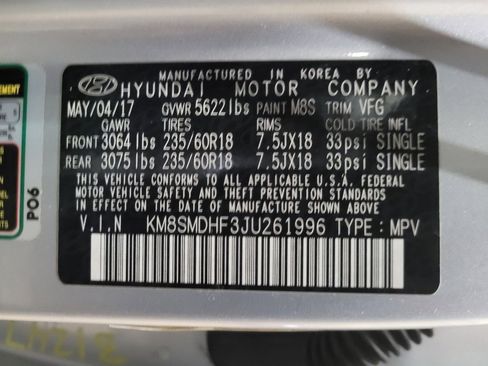 MANUFACTURED IN KOREA BY
HYUNDAI MOTOR COMPANY
MAY/04/17 GVWR 5622lbs PAINT M8S TRIM VFG
GAWR TIRES RIMS COLD TIRE INFL
FRONT 3064lbs 235/60R18 7.5JX18 33psi SINGLE
REAR 3075lbs 235/60R18 7.5JX18 33psi SINGLE
THIS VEHICLE CONFORMS TO ALL APPLICABLE U.S.A. FEDERAL
MOTOR VEHICLE SAFETY AND THEFT PREVENTION STANDARDS
IN EFFECT ON THE DATE OF MANUFACTURE SHOWN ABOVE.
V.I.N KM8SMDHF3JU261996 TYPE: MPV
PO6